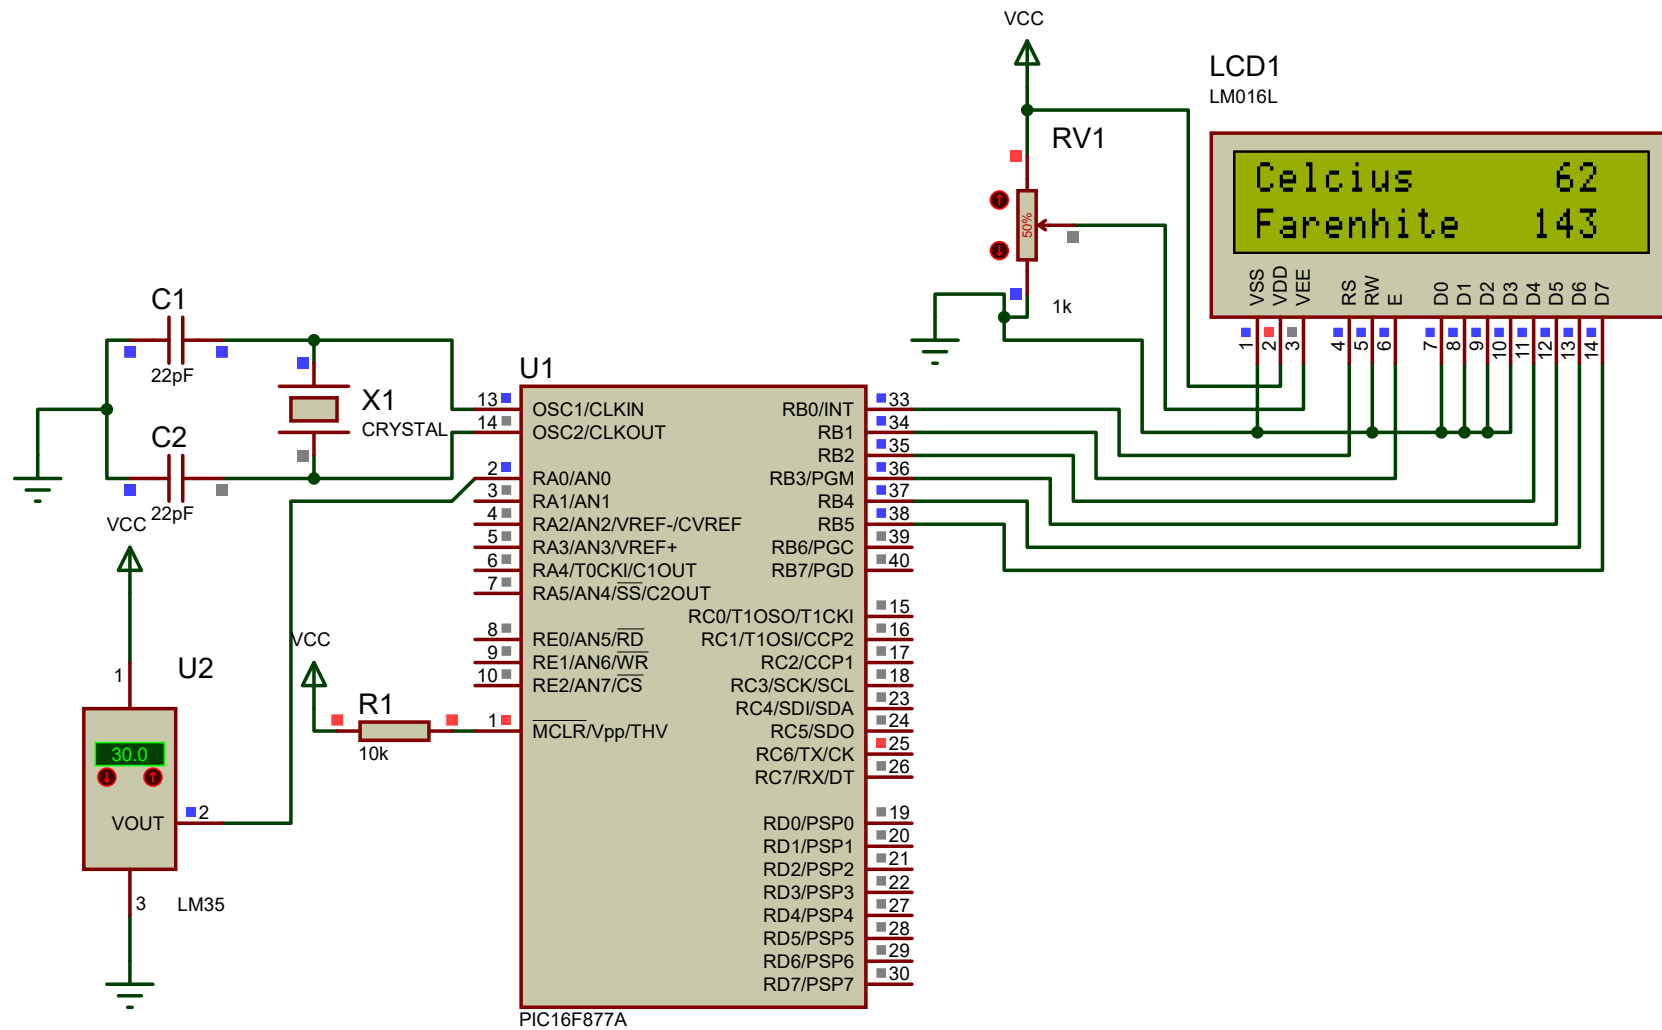 VCC
LCD1
LM016L
RV1
50%
1k
Celcius 62
Farenhite 143
VSS
VDD
VEE
RS
RW
E
D0
D1
D2
D3
D4
D5
D6
D7
1
2
3
4
5
6
7
8
9
10
11
12
13
14
C1
22pF
X1
CRYSTAL
C2
22pF
VCC
U1
13 OSC1/CLKIN
14 OSC2/CLKOUT
2 RA0/AN0
3 RA1/AN1
4 RA2/AN2/VREF-/CVREF
5 RA3/AN3/VREF+
6 RA4/T0CKI/C1OUT
7 RA5/AN4/SS/C2OUT
8 RE0/AN5/RD
9 RE1/AN6/WR
10 RE2/AN7/CS
1 MCLR/Vpp/THV
RB0/INT 33
RB1 34
RB2 35
RB3/PGM 36
RB4 37
RB5 38
RB6/PGC 39
RB7/PGD 40
RC0/T1OSO/T1CKI 15
RC1/T1OSI/CCP2 16
RC2/CCP1 17
RC3/SCK/SCL 18
RC4/SDI/SDA 23
RC5/SDO 24
RC6/TX/CK 25
RC7/RX/DT 26
RD0/PSP0 19
RD1/PSP1 20
RD2/PSP2 21
RD3/PSP3 22
RD4/PSP4 27
RD5/PSP5 28
RD6/PSP6 29
RD7/PSP7 30
PIC16F877A
VCC
R1
10k
U2
1
30.0
VOUT
2
3
LM35